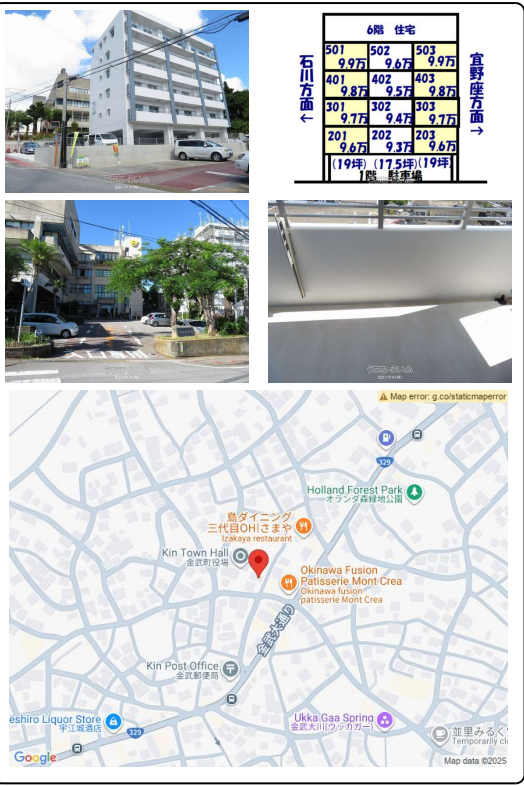 6階 住宅
501
9.9万
502
9.6万
503
9.9万
401
9.8万
402
9.5万
403
9.8万
301
9.7万
302
9.4万
303
9.7万
201
9.6万
202
9.3万
203
9.6万
石川方面←
宜野座方面→
(19坪) (17.5坪) (19坪)
1階 駐車場
Map error: g.co/staticmaperror
329
Holland Forest Park
オランダ森緑地公園
島ダイニング
三代目OH!さまや
Izakaya restaurant
Kin Town Hall
金武町役場
Okinawa Fusion
Patisserie Mont Crea
Okinawa fusion
patisserie Mont Crea
金武大通り
Kin Post Office
金武郵便局
eshiro Liquor Store
宇江城酒店
329
Ukka Gaa Spring
金武大川(ウッカガー)
並里みるく
Temporarily cl
Google
Map data ©2025